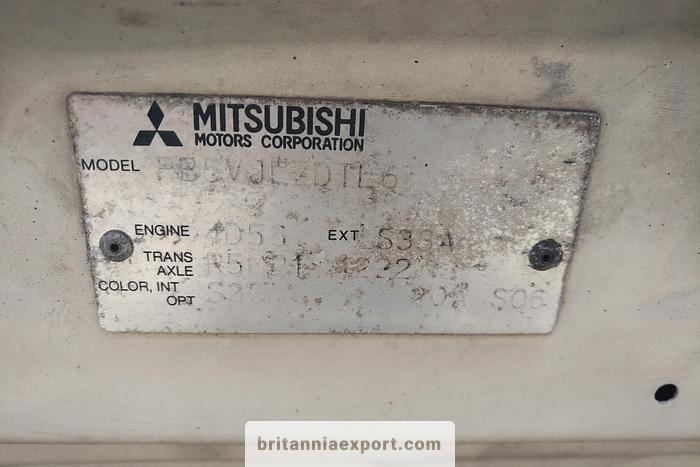 MITSUBISHI
MOTORS CORPORATION
MODEL
ENGINE 4D56 EXT S33A
TRANS
AXLE
COLOR, INT
OPT S06
britanniaexport.com